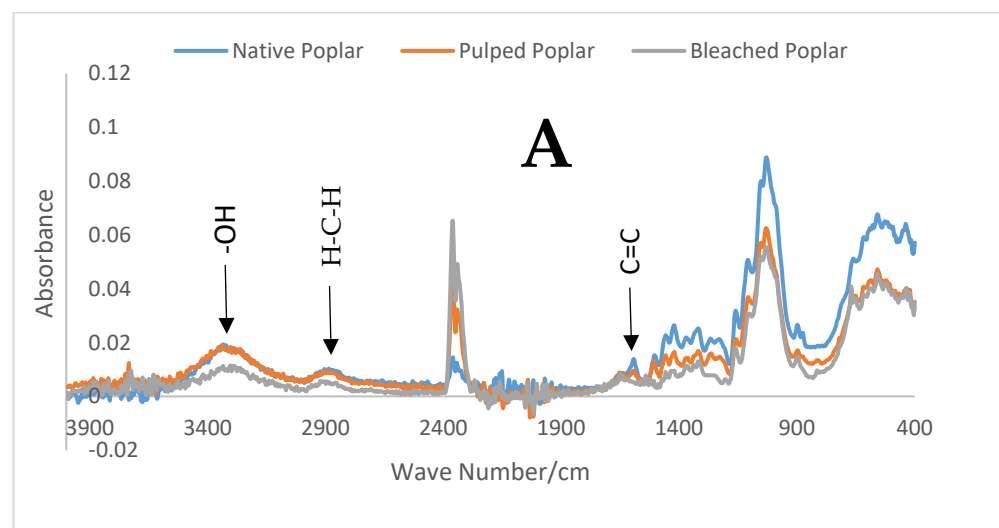 Native Poplar Pulped Poplar Bleached Poplar
0.12
0.1
0.08
0.06
0.04
0.02
0
-0.02
Absorbance
A
-OH
H-C-H
C=C
3900 3400 2900 2400 1900 1400 900 400
Wave Number/cm